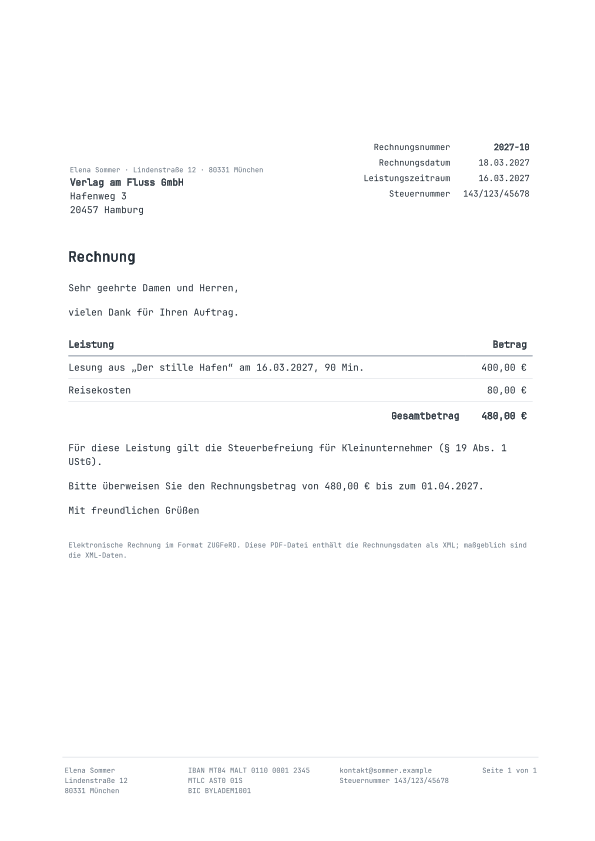 Rechnungsnummer 2027-10
Rechnungsdatum 18.03.2027
Leistungszeitraum 16.03.2027
Steuernummer 143/123/45678
Elena Sommer · Lindenstraße 12 · 80331 München
Verlag am Fluss GmbH
Hafenweg 3
20457 Hamburg
Rechnung
Sehr geehrte Damen und Herren,
vielen Dank für Ihren Auftrag.
Leistung Betrag
Lesung aus „Der stille Hafen“ am 16.03.2027, 90 Min. 400,00 €
Reisekosten 80,00 €
Gesamtbetrag 480,00 €
Für diese Leistung gilt die Steuerbefreiung für Kleinunternehmer (§ 19 Abs. 1
UStG).
Bitte überweisen Sie den Rechnungsbetrag von 480,00 € bis zum 01.04.2027.
Mit freundlichen Grüßen
Elektronische Rechnung im Format ZUGFeRD. Diese PDF-Datei enthält die Rechnungsdaten als XML; maßgeblich sind
die XML-Daten.
Elena Sommer
Lindenstraße 12
80331 München
IBAN MT84 MALT 0110 0001 2345
MTLC AST0 01S
BIC BYLADEM1001
kontakt@sommer.example
Steuernummer 143/123/45678
Seite 1 von 1